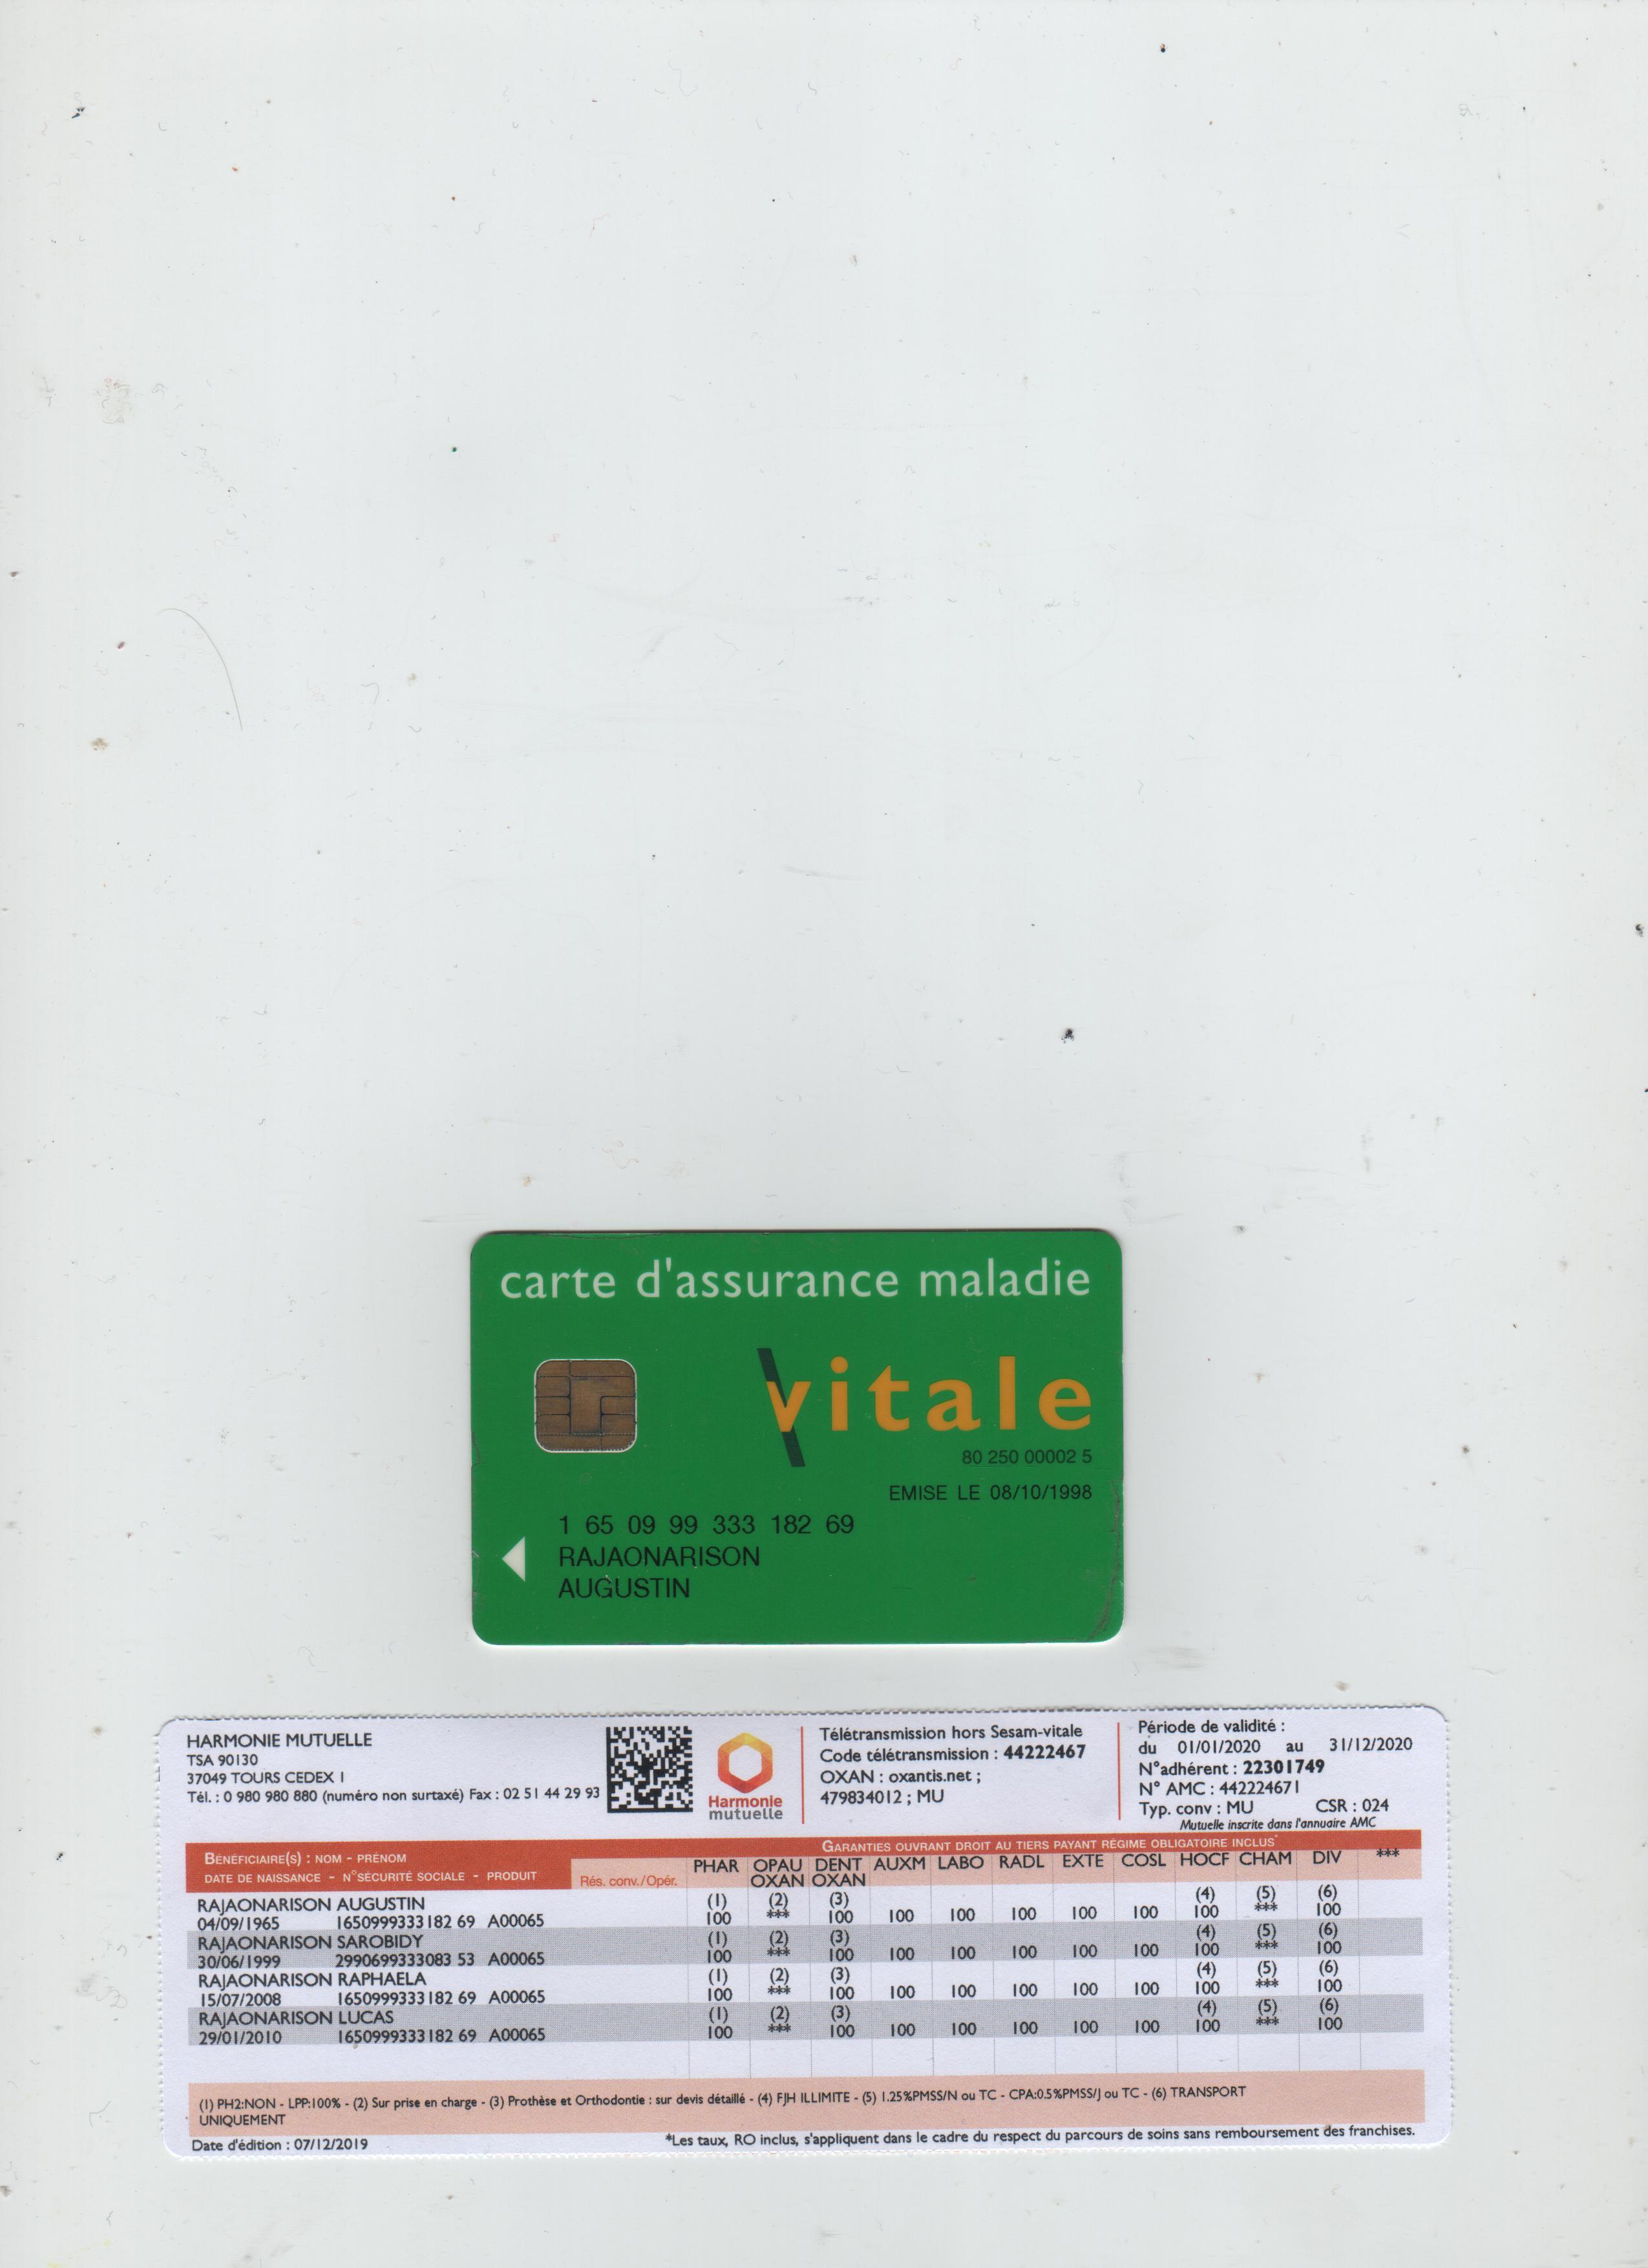 carte d'assurance maladie
Vitale
80 250 00002 5
EMISE LE 08/10/1998
1 65 09 99 333 182 69
RAJAONARISON
AUGUSTIN
HARMONIE MUTUELLE
TSA 90130
37049 TOURS CEDEX 1
Tél. : 0 980 980 880 (numéro non surtaxé) Fax : 02 51 44 29 93
Harmonie
mutuelle
Télétransmission hors Sesam-vitale
Code télétransmission : 44222467
OXAN : oxantis.net ;
479834012 ; MU
Période de validité :
du 01/01/2020 au 31/12/2020
N°adhérent : 22301749
N° AMC : 442224671
Typ. conv : MU CSR : 024
Mutuelle inscrite dans l'annuaire AMC
GARANTIES OUVRANT DROIT AU TIERS PAYANT RÉGIME OBLIGATOIRE INCLUS*
BÉNÉFICIAIRE(S) : NOM - PRÉNOM
DATE DE NAISSANCE - N°SÉCURITÉ SOCIALE - PRODUIT
Rés. conv./Opér.
PHAR OPAU DENT AUXM LABO RADL EXTE COSL HOCF CHAM DIV ***
OXAN OXAN
RAJAONARISON AUGUSTIN (1) (2) (3) (4) (5) (6)
04/09/1965 1650999333182 69 A00065 100 *** 100 100 100 100 100 100 100 *** 100
RAJAONARISON SAROBIDY (1) (2) (3) (4) (5) (6)
30/06/1999 2990699333083 53 A00065 100 *** 100 100 100 100 100 100 100 *** 100
RAJAONARISON RAPHAELA (1) (2) (3) (4) (5) (6)
15/07/2008 1650999333182 69 A00065 100 *** 100 100 100 100 100 100 100 *** 100
RAJAONARISON LUCAS (1) (2) (3) (4) (5) (6)
29/01/2010 1650999333182 69 A00065 100 *** 100 100 100 100 100 100 100 *** 100
(1) PH2:NON - LPP:100% - (2) Sur prise en charge - (3) Prothèse et Orthodontie : sur devis détaillé - (4) FJH ILLIMITE - (5) 1.25%PMSS/N ou TC - CPA:0.5%PMSS/J ou TC - (6) TRANSPORT
UNIQUEMENT
Date d'édition : 07/12/2019
*Les taux, RO inclus, s'appliquent dans le cadre du respect du parcours de soins sans remboursement des franchises.